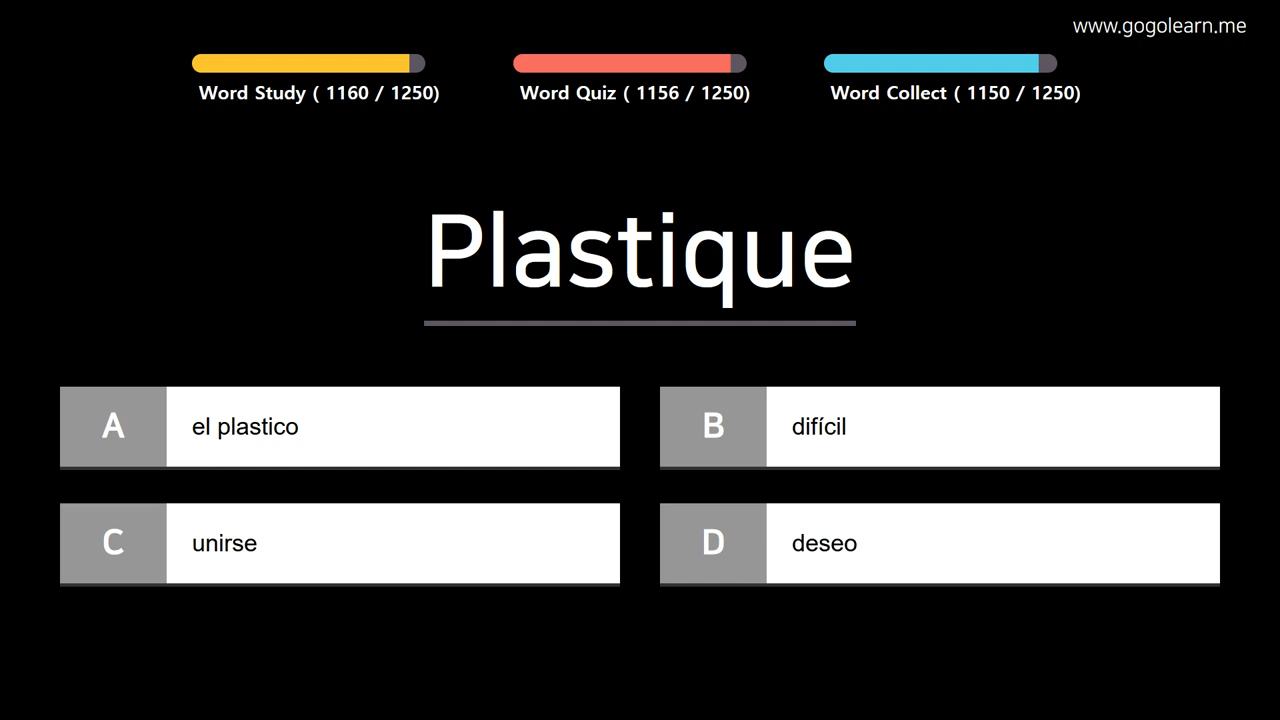 www.gogolearn.me
Word Study ( 1160 / 1250)
Word Quiz ( 1156 / 1250)
Word Collect ( 1150 / 1250)
Plastique
A el plastico
B difícil
C unirse
D deseo